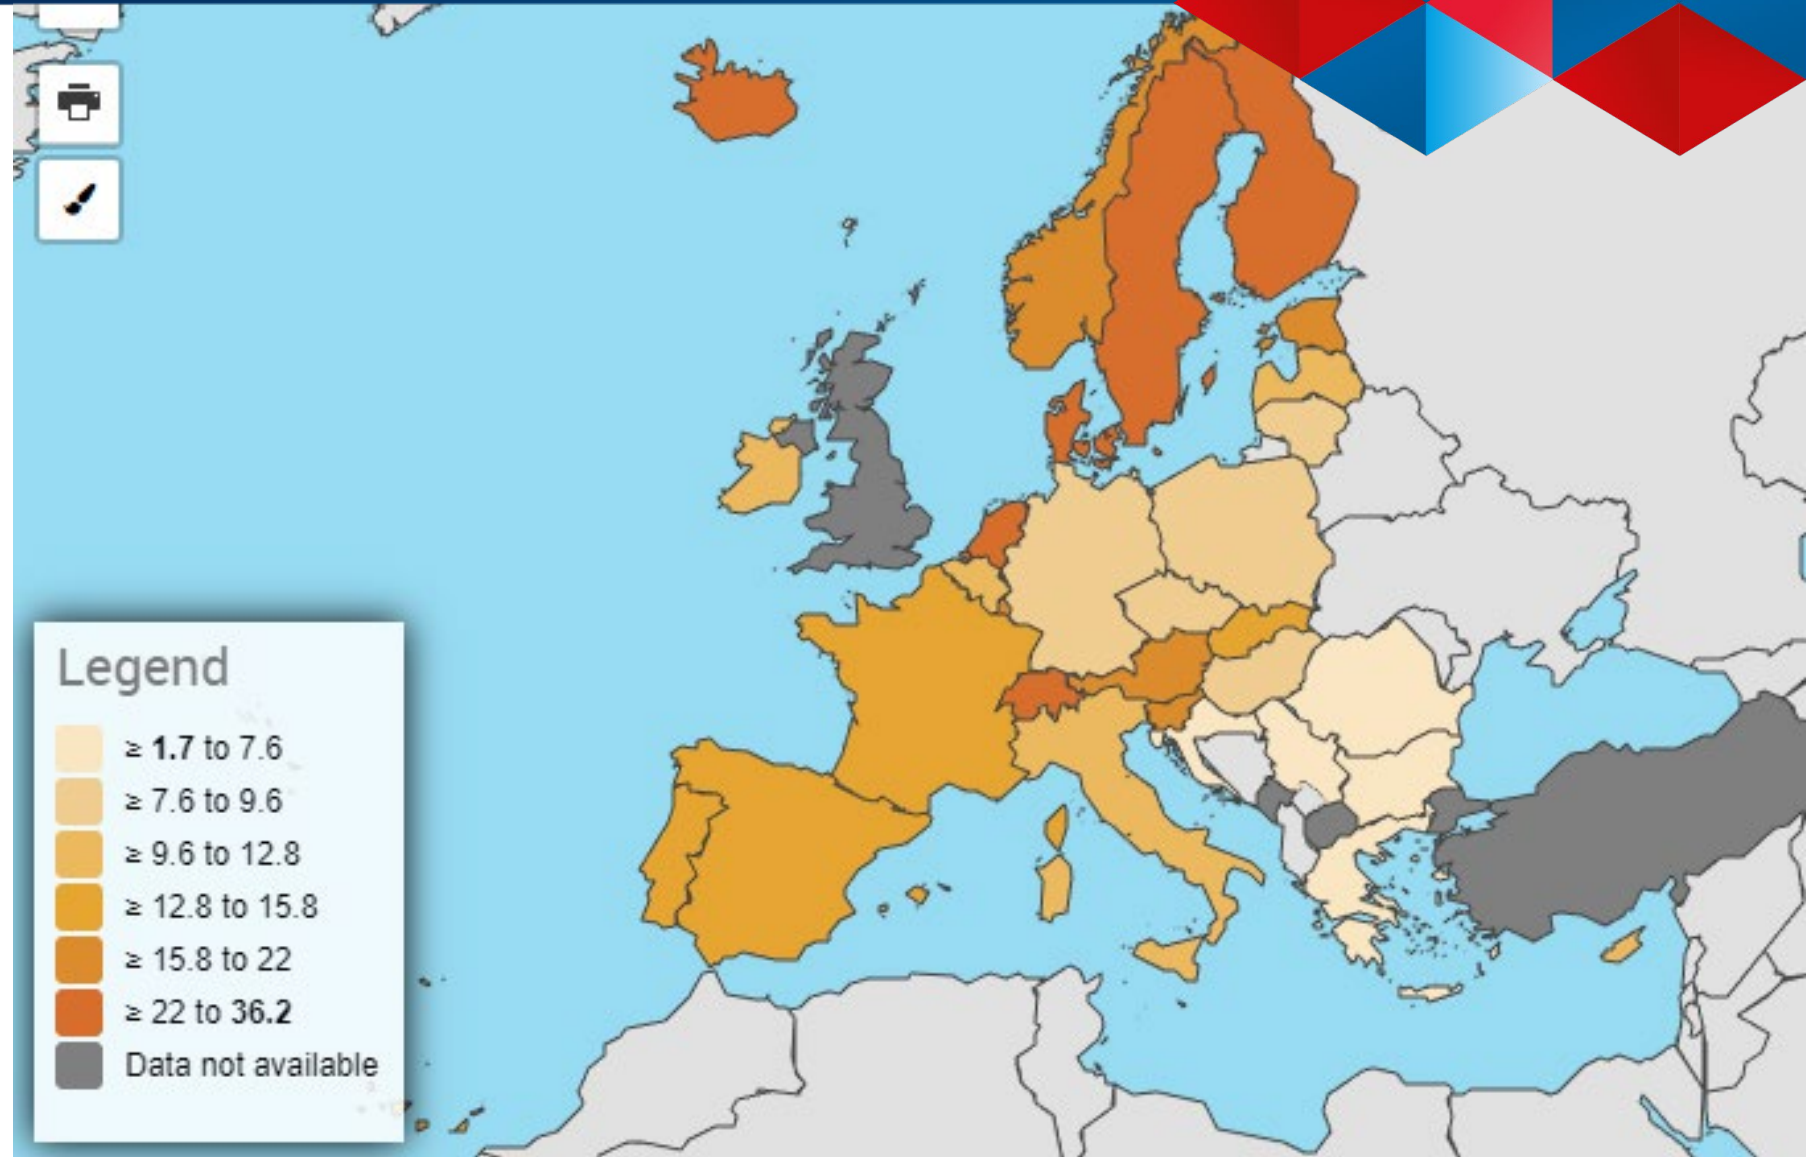 Legend
≥ 1.7 to 7.6
≥ 7.6 to 9.6
≥ 9.6 to 12.8
≥ 12.8 to 15.8
≥ 15.8 to 22
≥ 22 to 36.2
Data not available